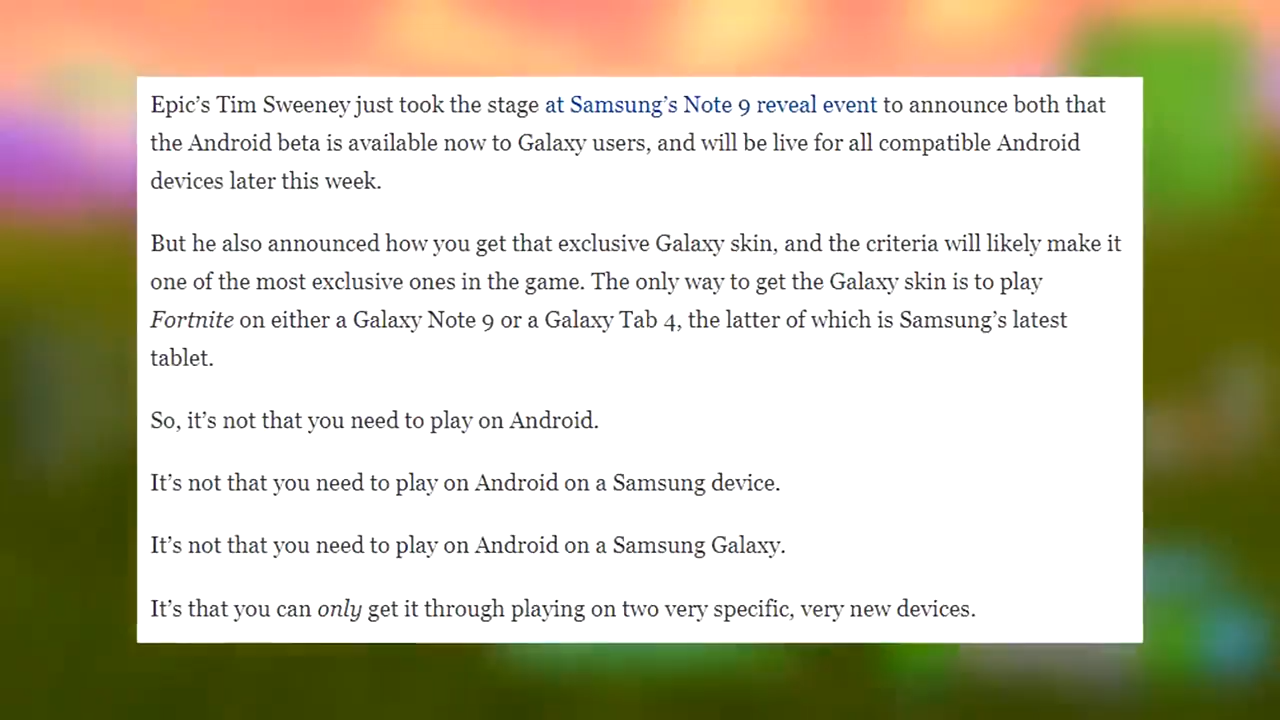 Epic’s Tim Sweeney just took the stage at Samsung’s Note 9 reveal event to announce both that
the Android beta is available now to Galaxy users, and will be live for all compatible Android
devices later this week.
But he also announced how you get that exclusive Galaxy skin, and the criteria will likely make it
one of the most exclusive ones in the game. The only way to get the Galaxy skin is to play
Fortnite on either a Galaxy Note 9 or a Galaxy Tab 4, the latter of which is Samsung’s latest
tablet.
So, it’s not that you need to play on Android.
It’s not that you need to play on Android on a Samsung device.
It’s not that you need to play on Android on a Samsung Galaxy.
It’s that you can only get it through playing on two very specific, very new devices.